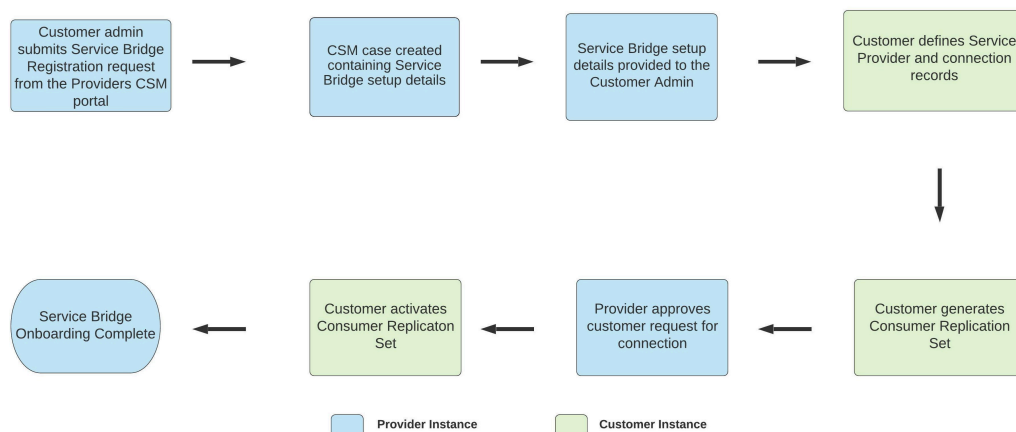 Customer admin
submits Service Bridge
Registration request
from the Providers CSM
portal
CSM case created
containing Service
Bridge setup details
Service Bridge setup
details provided to the
Customer Admin
Customer defines Service
Provider and connection
records
Service Bridge
Onboarding Complete
Customer activates
Consumer Replicaton
Set
Provider approves
customer request for
connection
Customer generates
Consumer Replication
Set
Provider Instance
Customer Instance